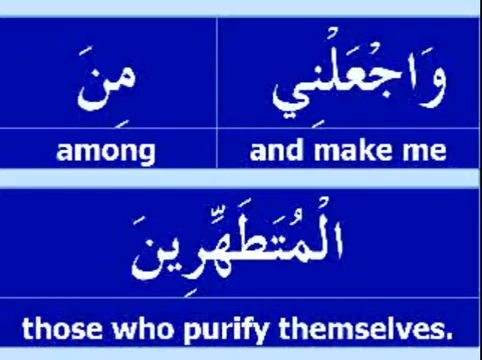 وَاجْعَلْنِي مِنَ
and make me among
الْمُتَطَهِّرِينَ
those who purify themselves.